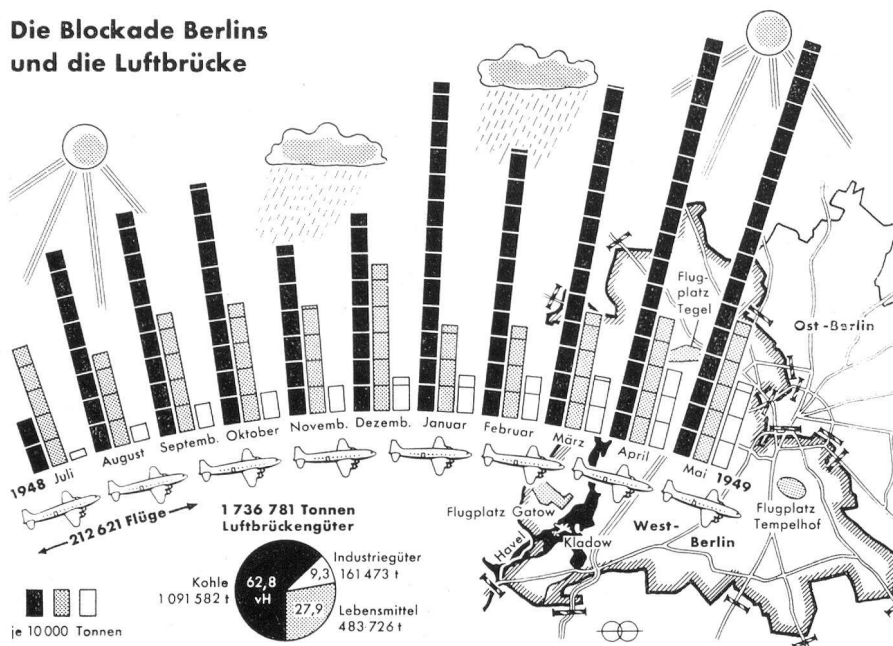 Die Blockade Berlins
und die Luftbrücke
Flug-
platz
Tegel
Ost-Berlin
1948 Juli
August
Septemb.
Oktober
Novemb.
Dezemb.
Januar
Februar
März
April
Mai 1949
212 621 Flüge
1 736 781 Tonnen
Luftbrückengüter
Flugplatz Gatow
Havel
Kladow
West-
Berlin
Flugplatz
Tempelhof
Kohle
1 091 582 t
62,8
vH
9,3
Industriegüter
161 473 t
27,9
Lebensmittel
483 726 t
je 10 000 Tonnen